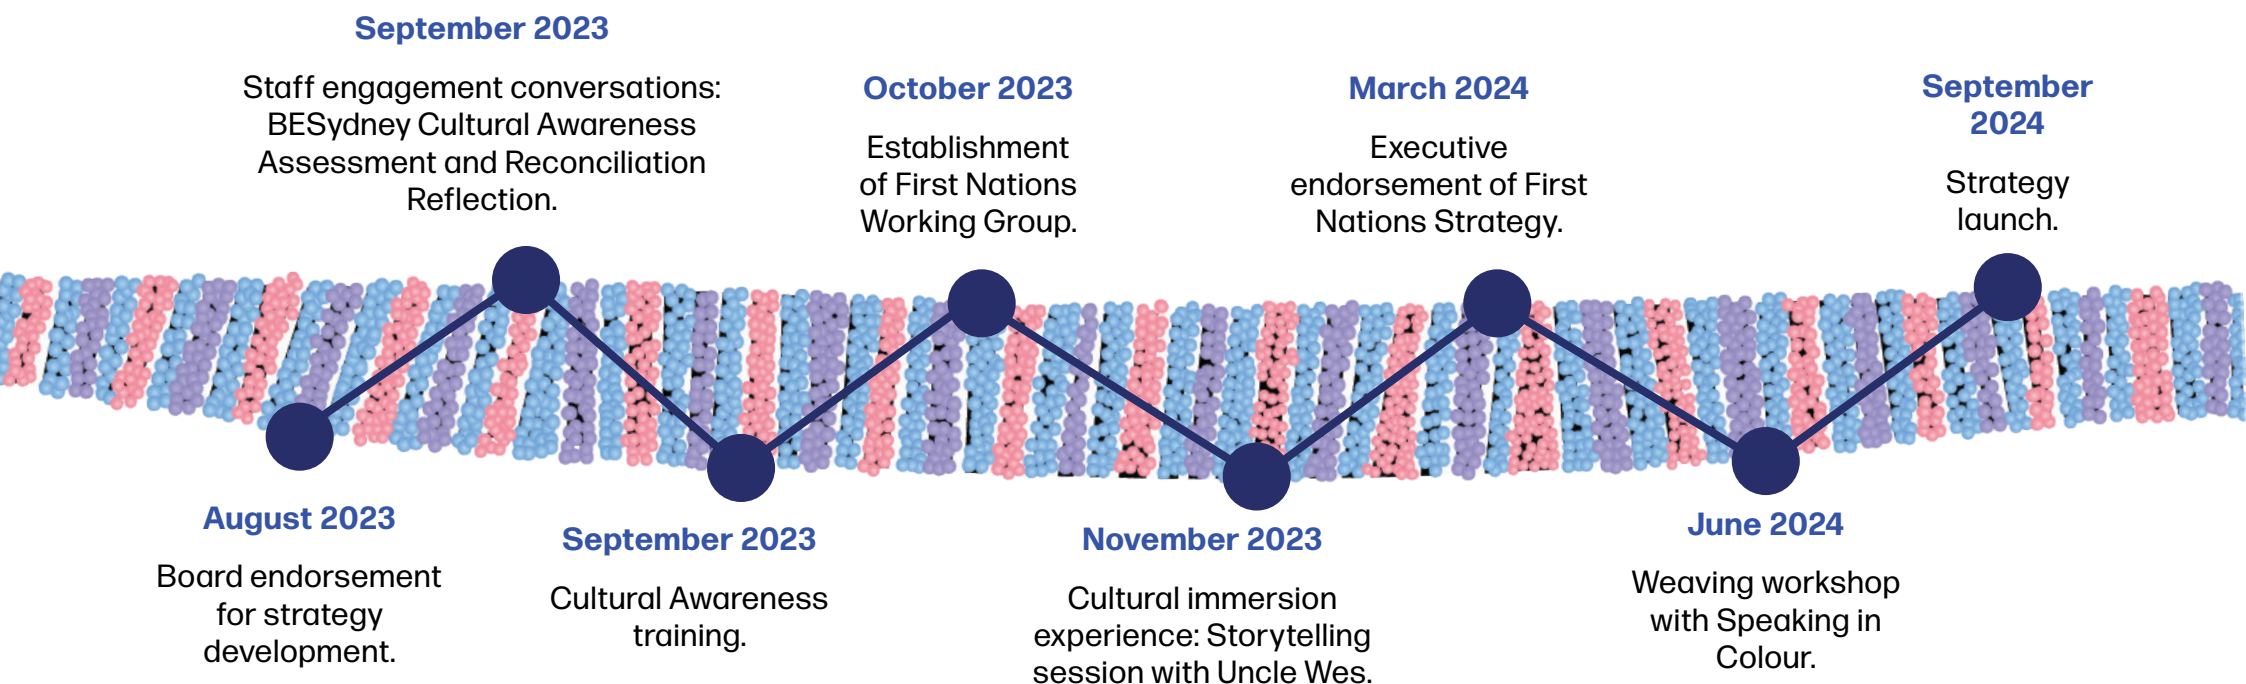 August 2023
Board endorsement
for strategy
development.
September 2023
Staff engagement conversations:
BESydney Cultural Awareness
Assessment and Reconciliation
Reflection.
September 2023
Cultural Awareness
training.
October 2023
Establishment
of First Nations
Working Group.
November 2023
Cultural immersion
experience: Storytelling
session with Uncle Wes.
March 2024
Executive
endorsement of First
Nations Strategy.
June 2024
Weaving workshop
with Speaking in
Colour.
September
2024
Strategy
launch.